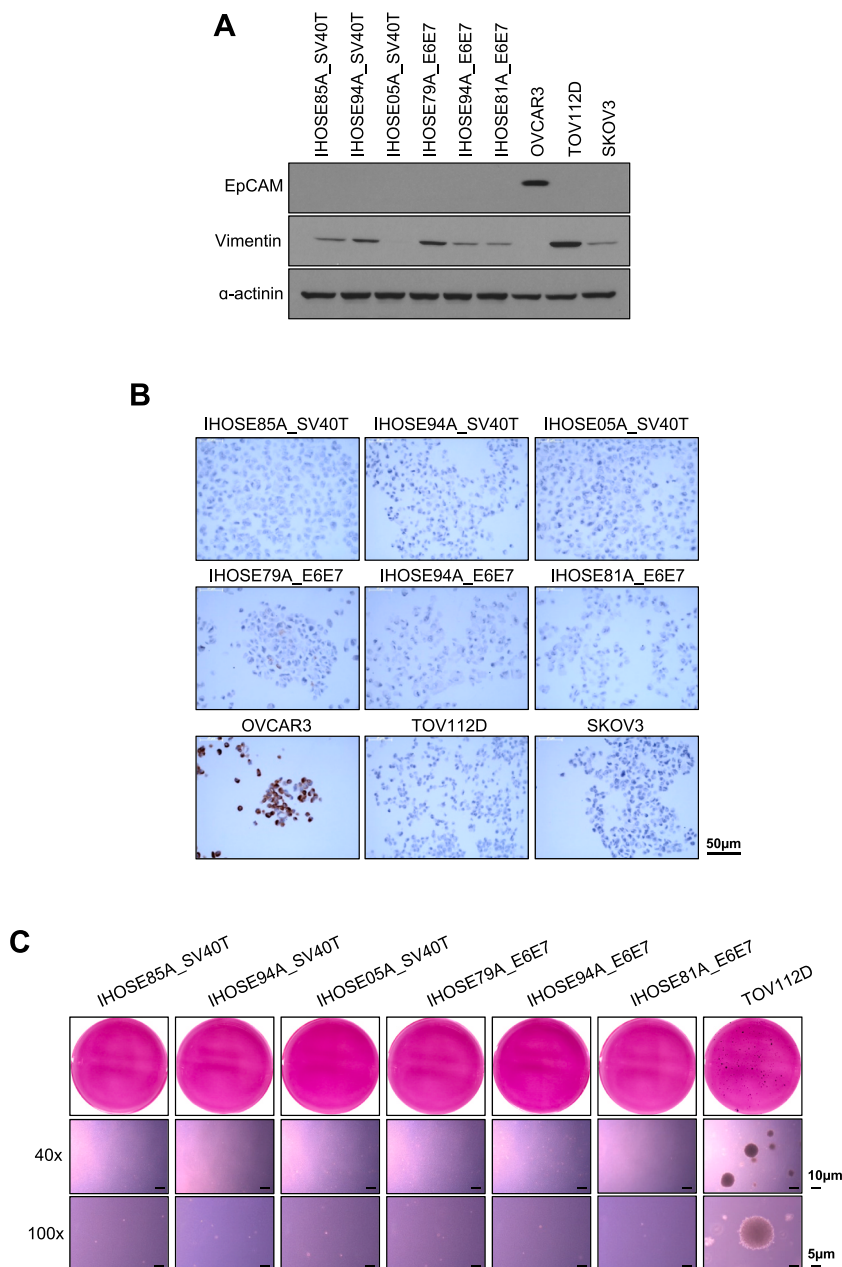 A
IHOSE85A_SV40T
IHOSE94A_SV40T
IHOSE05A_SV40T
IHOSE79A_E6E7
IHOSE94A_E6E7
IHOSE81A_E6E7
OVCAR3
TOV112D
SKOV3
EpCAM
Vimentin
α-actinin
B
IHOSE85A_SV40T IHOSE94A_SV40T IHOSE05A_SV40T
IHOSE79A_E6E7 IHOSE94A_E6E7 IHOSE81A_E6E7
OVCAR3 TOV112D SKOV3
50μm
C
IHOSE85A_SV40T
IHOSE94A_SV40T
IHOSE05A_SV40T
IHOSE79A_E6E7
IHOSE94A_E6E7
IHOSE81A_E6E7
TOV112D
40x
10μm
100x
5μm